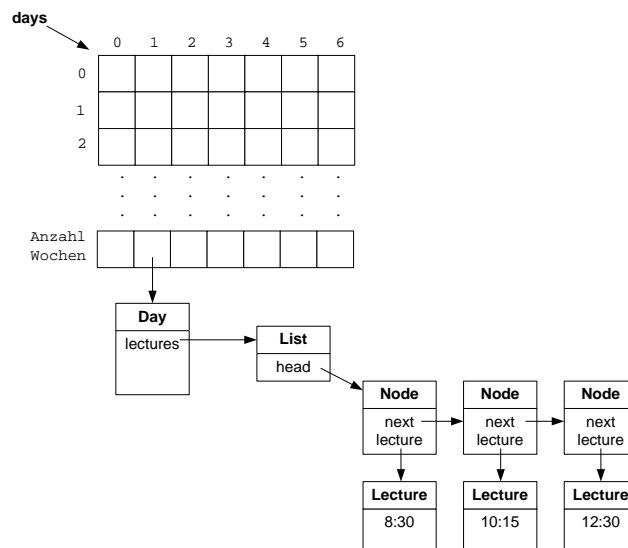 days
0 1 2 3 4 5 6
0
1
2
. . . . . . .
. . . . . . .
. . . . . . .
Anzahl
Wochen
Day
lectures
List
head
Node
next
lecture
Node
next
lecture
Node
next
lecture
Lecture
8:30
Lecture
10:15
Lecture
12:30